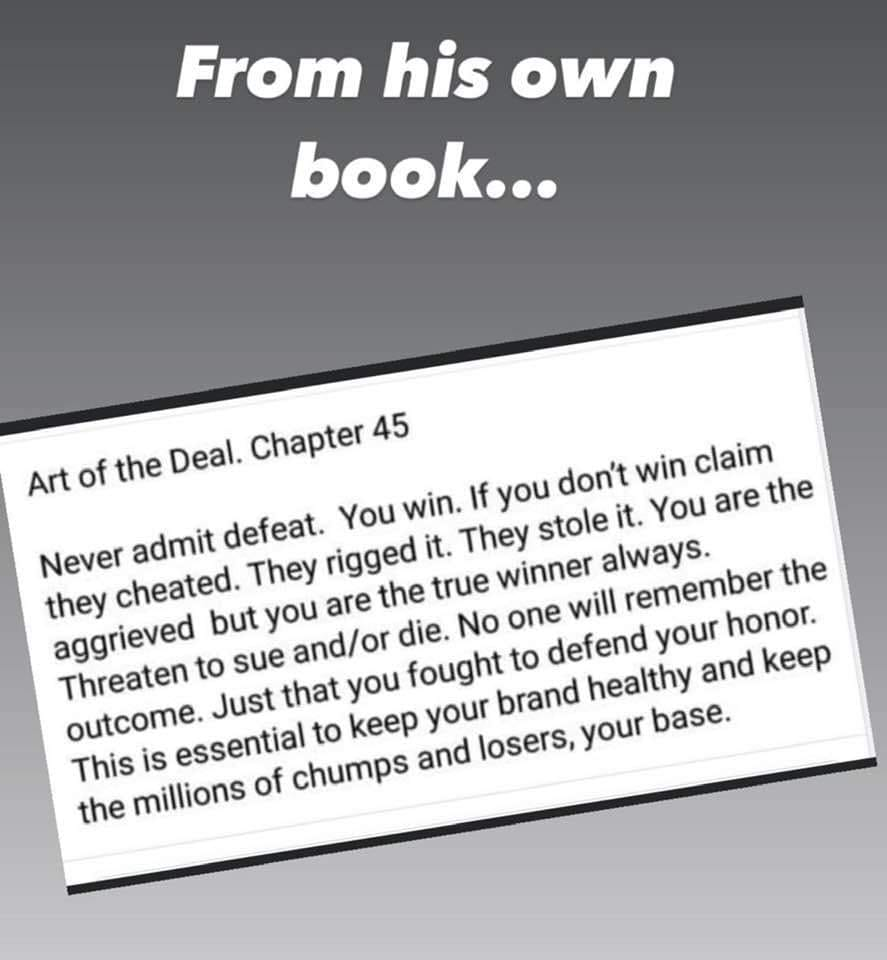 From his own
book...
Art of the Deal. Chapter 45
Never admit defeat.  You win. If you don't win claim
they cheated. They rigged it. They stole it. You are the
aggrieved  but you are the true winner always.
Threaten to sue and/or die. No one will remember the
outcome. Just that you fought to defend your honor.
This is essential to keep your brand healthy and keep
the millions of chumps and losers, your base.